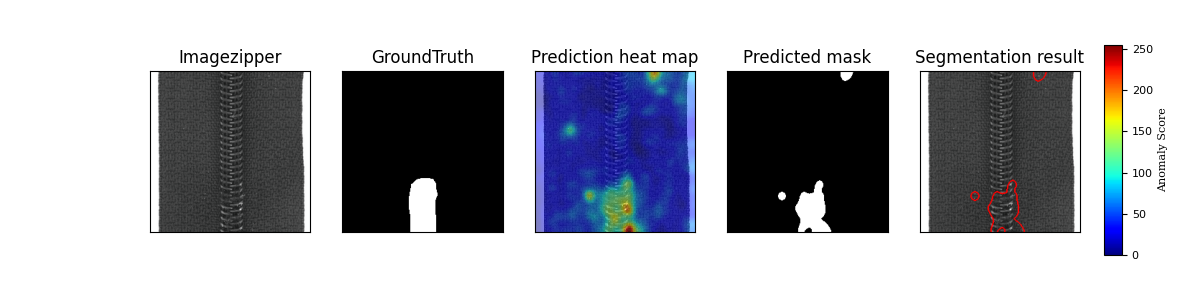 Imagezipper
GroundTruth
Prediction heat map
Predicted mask
Segmentation result
250
200
150
100
50
0
Anomaly Score